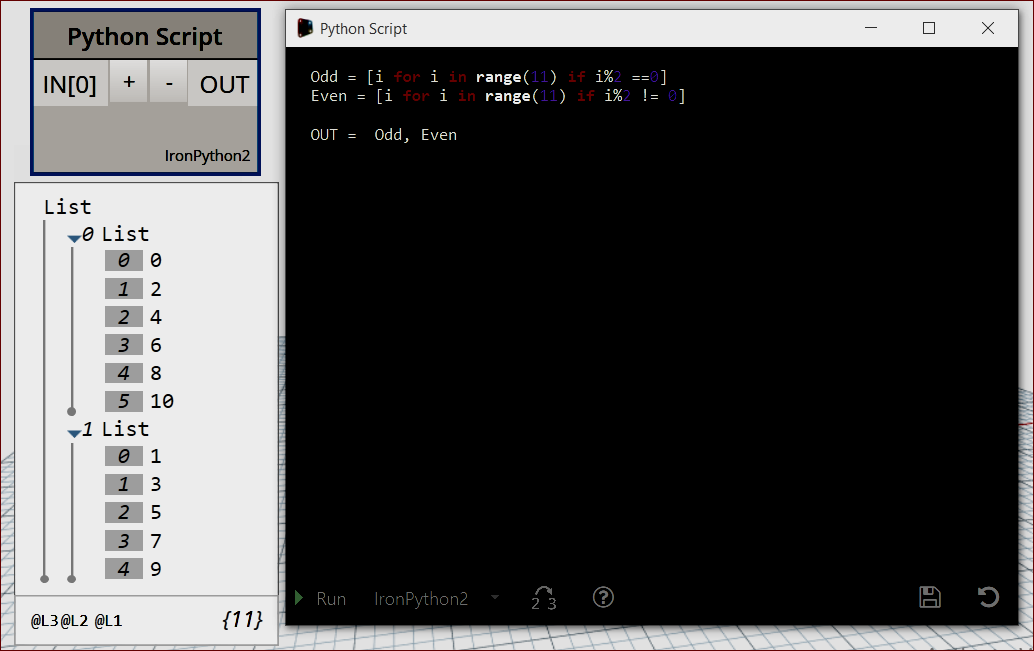 Python Script
IN[0] + - OUT
IronPython2
List
0 List
0 0
1 2
2 4
3 6
4 8
5 10
1 List
0 1
1 3
2 5
3 7
4 9
@L3 @L2 @L1 {11}
Python Script
Odd = [i for i in range(11) if i%2 ==0]
Even = [i for i in range(11) if i%2 != 0]
OUT = Odd, Even
Run IronPython2 2 3 ?